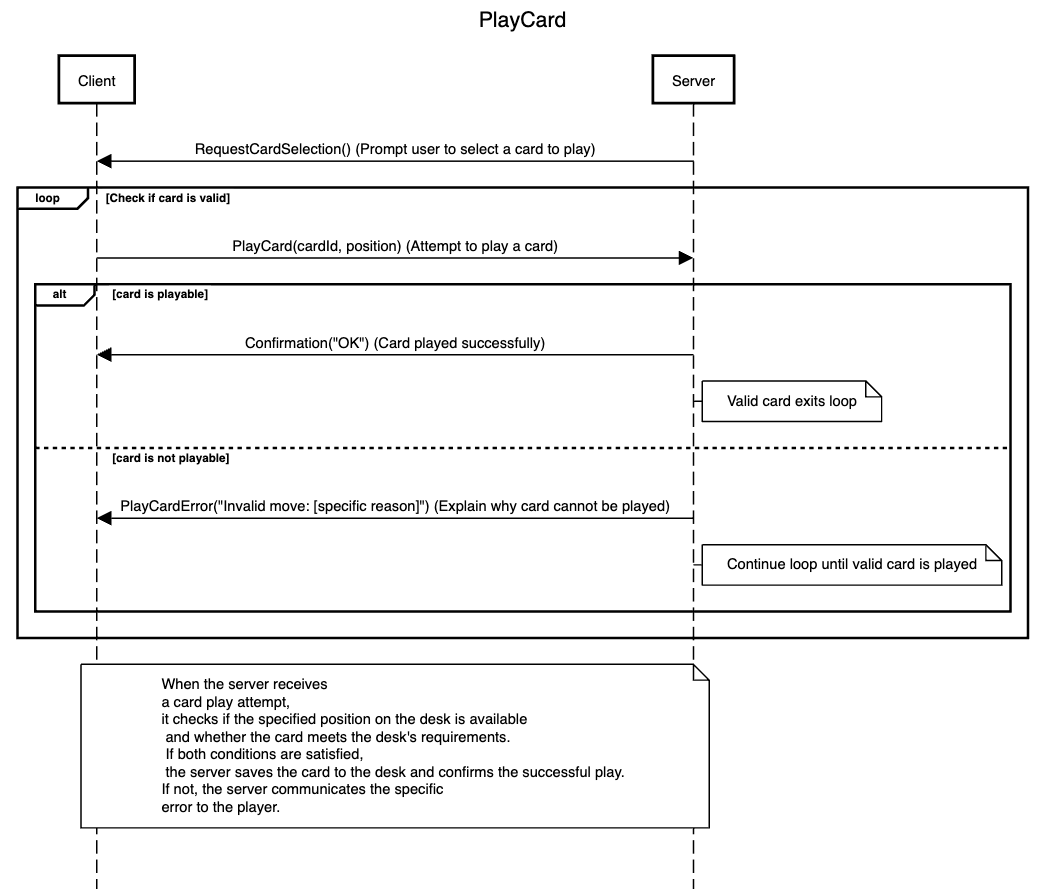 PlayCard
Client
Server
RequestCardSelection() (Prompt user to select a card to play)
loop
[Check if card is valid]
PlayCard(cardId, position) (Attempt to play a card)
alt
[card is playable]
Confirmation("OK") (Card played successfully)
Valid card exits loop
[card is not playable]
PlayCardError("Invalid move: [specific reason]") (Explain why card cannot be played)
Continue loop until valid card is played
When the server receives
a card play attempt,
it checks if the specified position on the desk is available
and whether the card meets the desk's requirements.
If both conditions are satisfied,
the server saves the card to the desk and confirms the successful play.
If not, the server communicates the specific
error to the player.